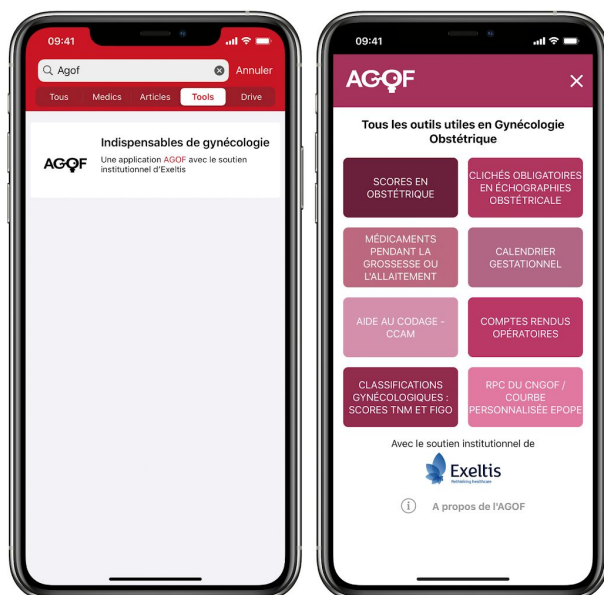 09:41
Agof
Annuler
Tous Medics Articles Tools Drive
AGOF
Indispensables de gynécologie
Une application AGOF avec le soutien
institutionnel d'Exeltis
09:41
AGOF
Tous les outils utiles en Gynécologie
Obstétrique
SCORES EN
OBSTÉTRIQUE
CLICHÉS OBLIGATOIRES
EN ÉCHOGRAPHIES
OBSTÉTRICALE
MÉDICAMENTS
PENDANT LA
GROSSESSE OU
L'ALLAITEMENT
CALENDRIER
GESTATIONNEL
AIDE AU CODAGE -
CCAM
COMPTES RENDUS
OPÉRATOIRES
CLASSIFICATIONS
GYNÉCOLOGIQUES :
SCORES TNM ET FIGO
RPC DU CNGOF /
COURBE
PERSONNALISÉE EPOPE
Avec le soutien institutionnel de
Exeltis
Rethinking healthcare
A propos de l'AGOF